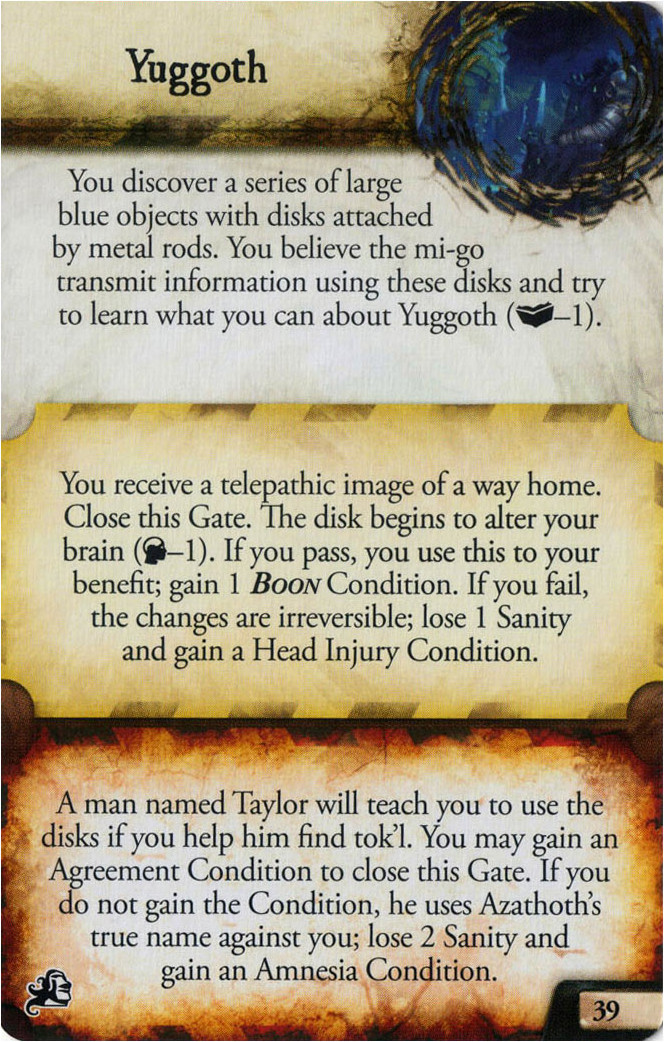 Yuggoth
You discover a series of large
blue objects with disks attached
by metal rods. You believe the mi-go
transmit information using these disks and try
to learn what you can about Yuggoth (–1).
You receive a telepathic image of a way home.
Close this Gate. The disk begins to alter your
brain (–1). If you pass, you use this to your
benefit; gain 1 BOON Condition. If you fail,
the changes are irreversible; lose 1 Sanity
and gain a Head Injury Condition.
A man named Taylor will teach you to use the
disks if you help him find tok'l. You may gain an
Agreement Condition to close this Gate. If you
do not gain the Condition, he uses Azathoth's
true name against you; lose 2 Sanity and
gain an Amnesia Condition.
39